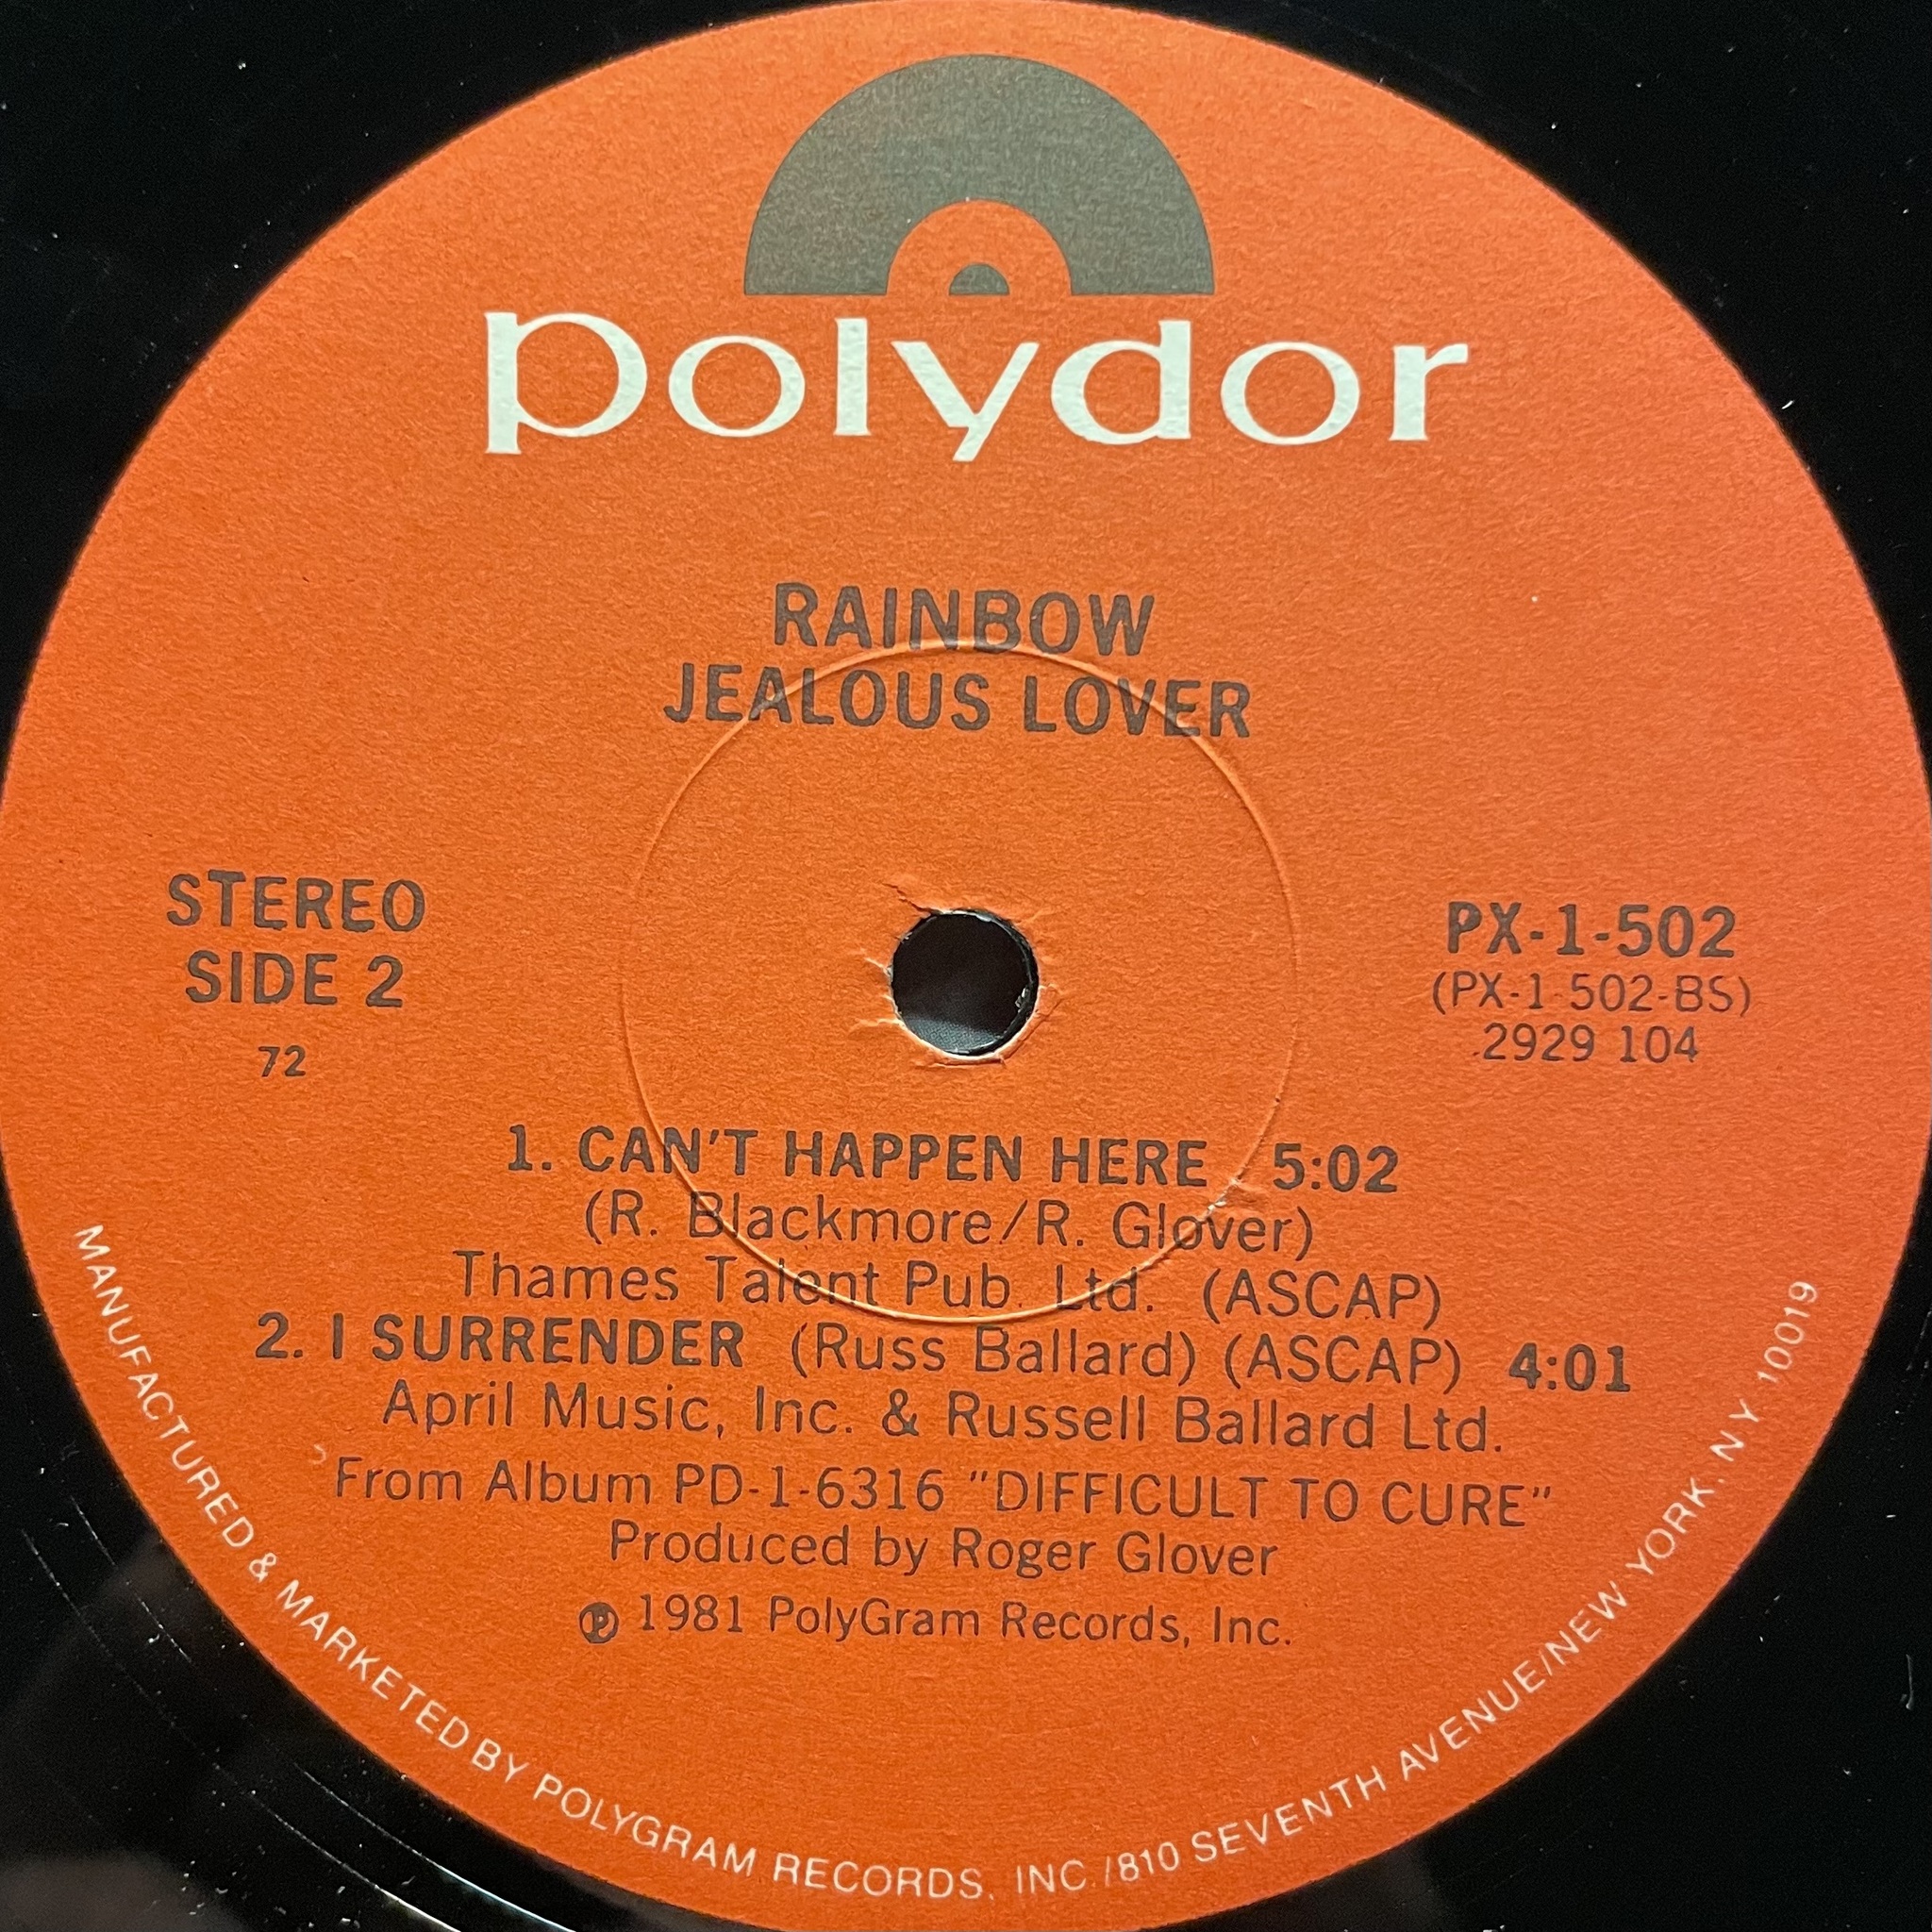 polydor
RAINBOW
JEALOUS LOVER
STEREO
SIDE 2
72
PX-1-502
(PX-1-502-BS)
2929 104
1. CAN'T HAPPEN HERE 5:02
(R. Blackmore/R. Glover)
Thames Talent Pub. Ltd. (ASCAP)
2. I SURRENDER (Russ Ballard) (ASCAP) 4:01
April Music, Inc. & Russell Ballard Ltd.
From Album PD-1-6316 "DIFFICULT TO CURE"
Produced by Roger Glover
℗ 1981 PolyGram Records, Inc.
MANUFACTURED & MARKETED BY POLYGRAM RECORDS, INC./810 SEVENTH AVENUE/NEW YORK, NY 10019